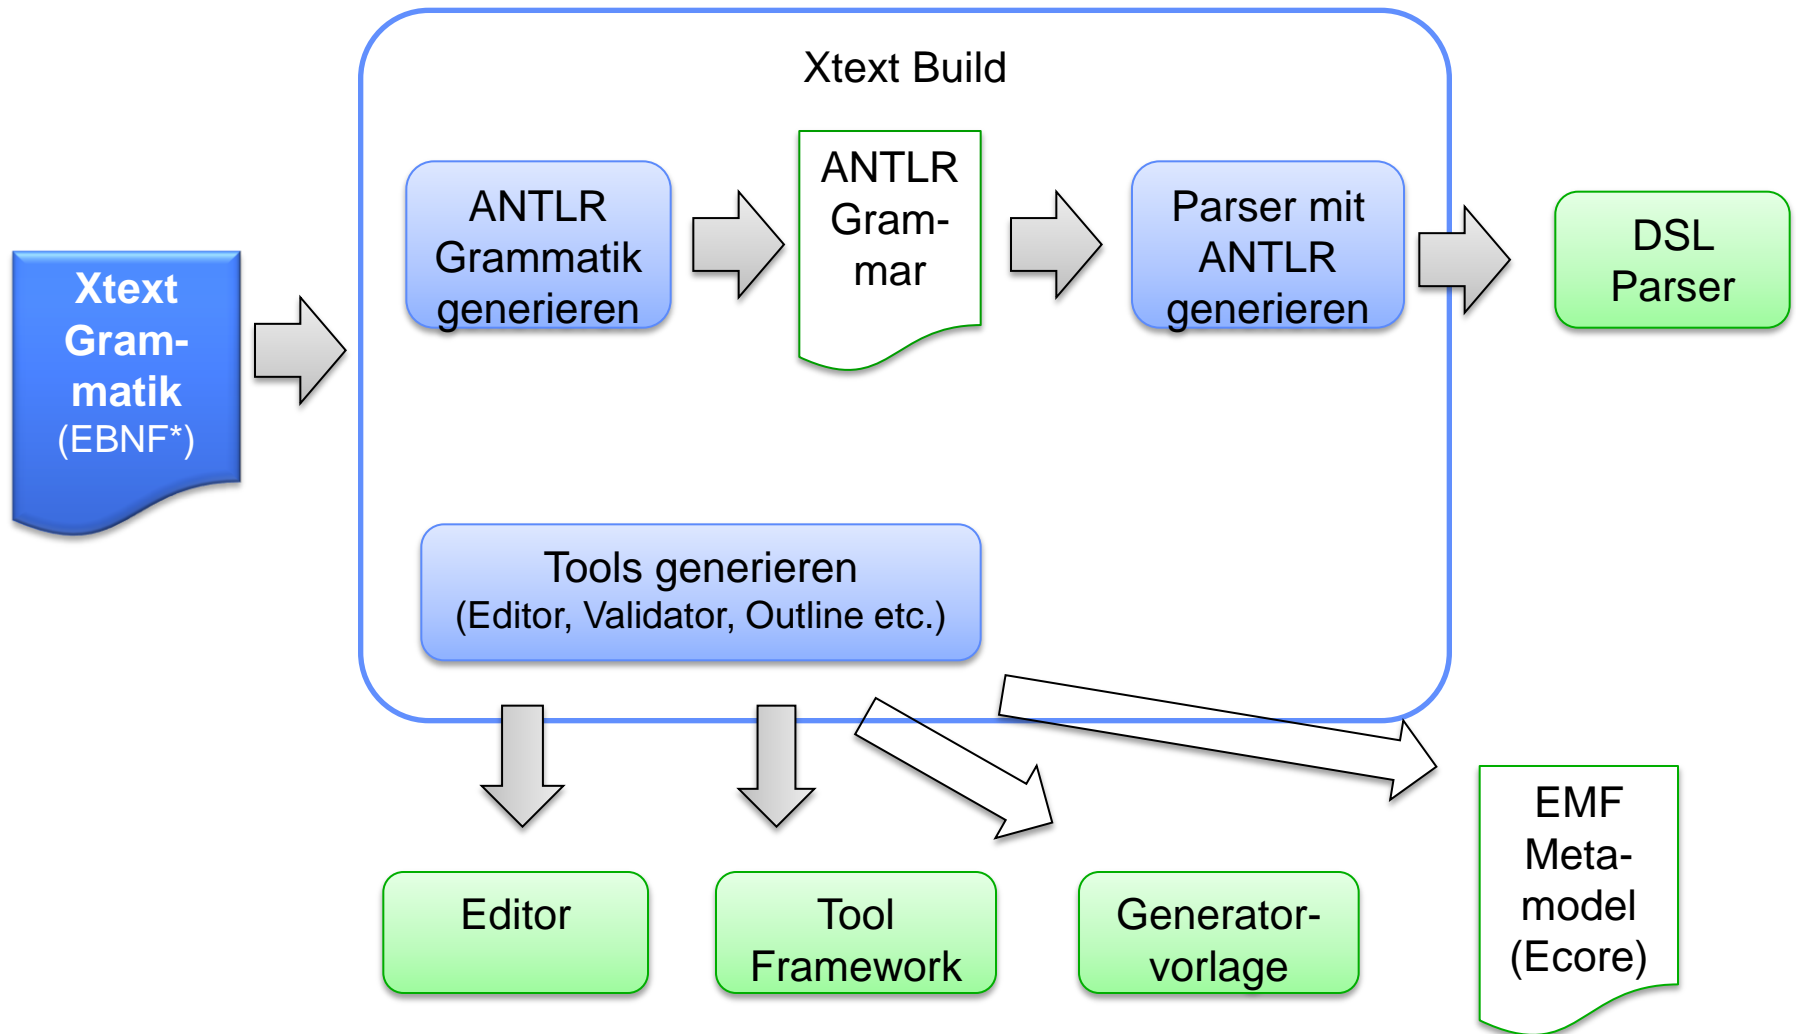 Xtext Build
Xtext
Gram-
matik
(EBNF*)
ANTLR
Grammatik
generieren
ANTLR
Gram-
mar
Parser mit
ANTLR
generieren
DSL
Parser
Tools generieren
(Editor, Validator, Outline etc.)
Editor
Tool
Framework
Generator-
vorlage
EMF
Meta-
model
(Ecore)